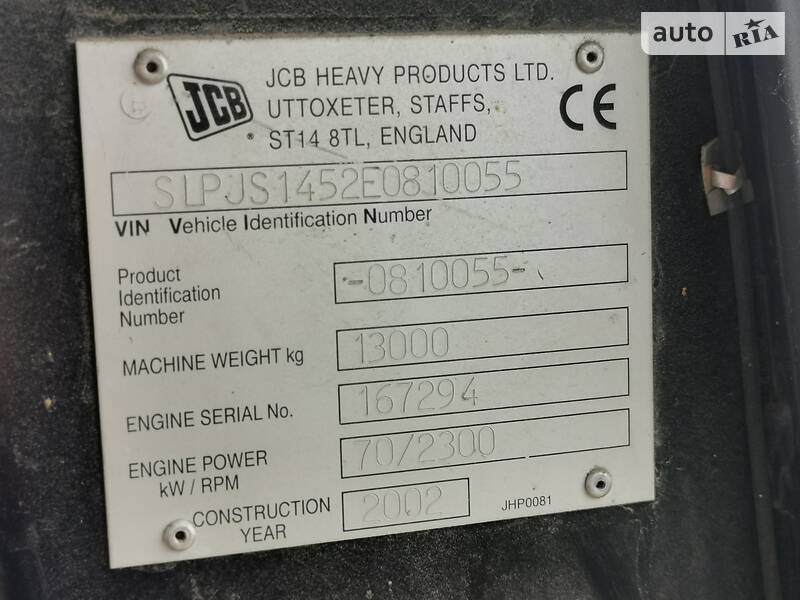 auto RIA
JCB
JCB HEAVY PRODUCTS LTD.
UTTOXETER, STAFFS,
ST14 8TL, ENGLAND
CE
SLPJS1452E0810055
VIN Vehicle Identification Number
Product
Identification
Number
-0810055-
MACHINE WEIGHT kg
13000
ENGINE SERIAL No.
167294
ENGINE POWER
kW / RPM
70/2300
CONSTRUCTION
YEAR
2002
JHP0081